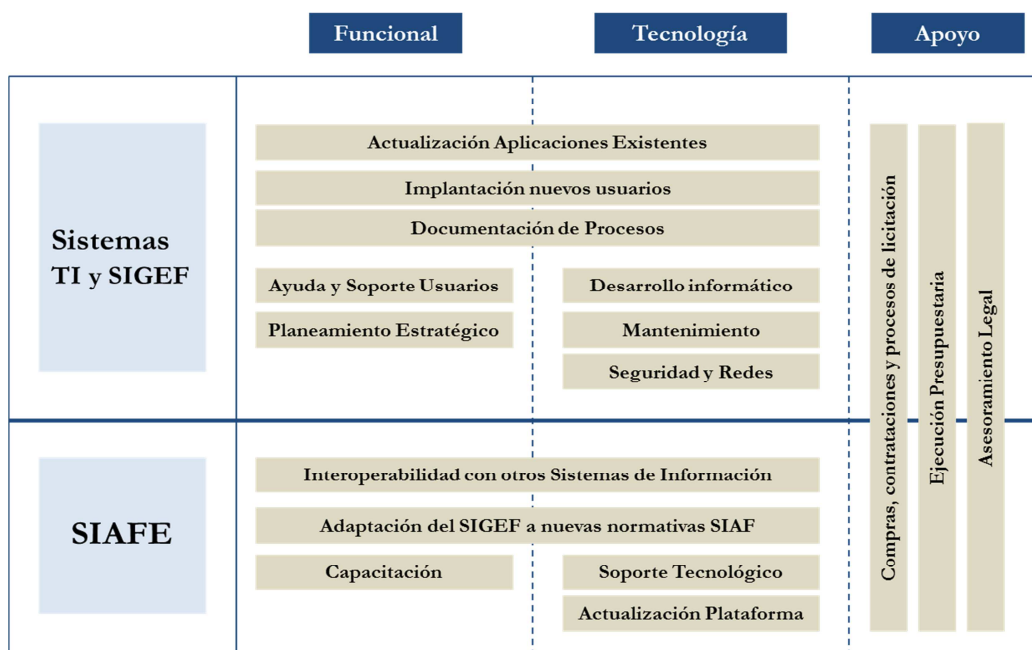 Funcional
Tecnología
Apoyo
Sistemas
TI y SIGEF
Actualización Aplicaciones Existentes
Implantación nuevos usuarios
Documentación de Procesos
Ayuda y Soporte Usuarios
Desarrollo informático
Planeamiento Estratégico
Mantenimiento
Seguridad y Redes
SIAFE
Interoperabilidad con otros Sistemas de Información
Adaptación del SIGEF a nuevas normativas SIAF
Capacitación
Soporte Tecnológico
Actualización Plataforma
Compras, contrataciones y procesos de licitación
Ejecución Presupuestaria
Asesoramiento Legal